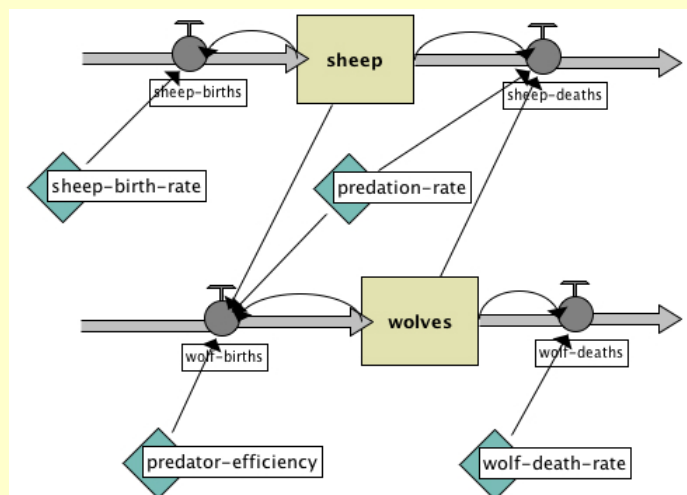 sheep
sheep-births
sheep-deaths
sheep-birth-rate
predation-rate
wolves
wolf-births
wolf-deaths
predator-efficiency
wolf-death-rate